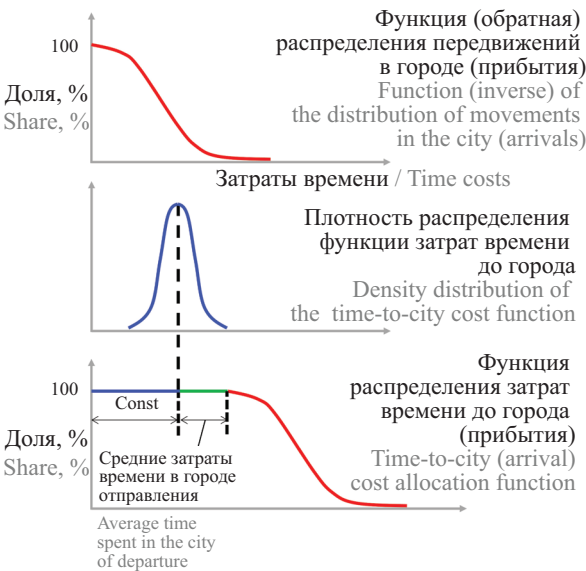 100
Доля, %
Share, %
Функция (обратная)
распределения передвижений
в городе (прибытия)
Function (inverse) of
the distribution of movements
in the city (arrivals)
Затраты времени / Time costs
Плотность распределения
функции затрат времени
до города
Density distribution of
the time-to-city cost function
100
Const
Доля, %
Share, %
Средние затраты
времени в городе
отправления
Average time
spent in the city
of departure
Функция
распределения затрат
времени до города
(прибытия)
Time-to-city (arrival)
cost allocation function